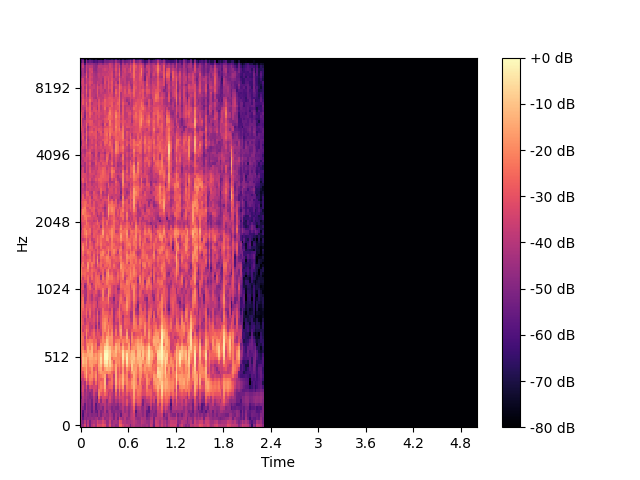 +0 dB
8192
-10 dB
4096
-20 dB
-30 dB
2048
-40 dB
Hz
1024
-50 dB
512
-60 dB
-70 dB
0
-80 dB
0 0.6 1.2 1.8 2.4 3 3.6 4.2 4.8
Time